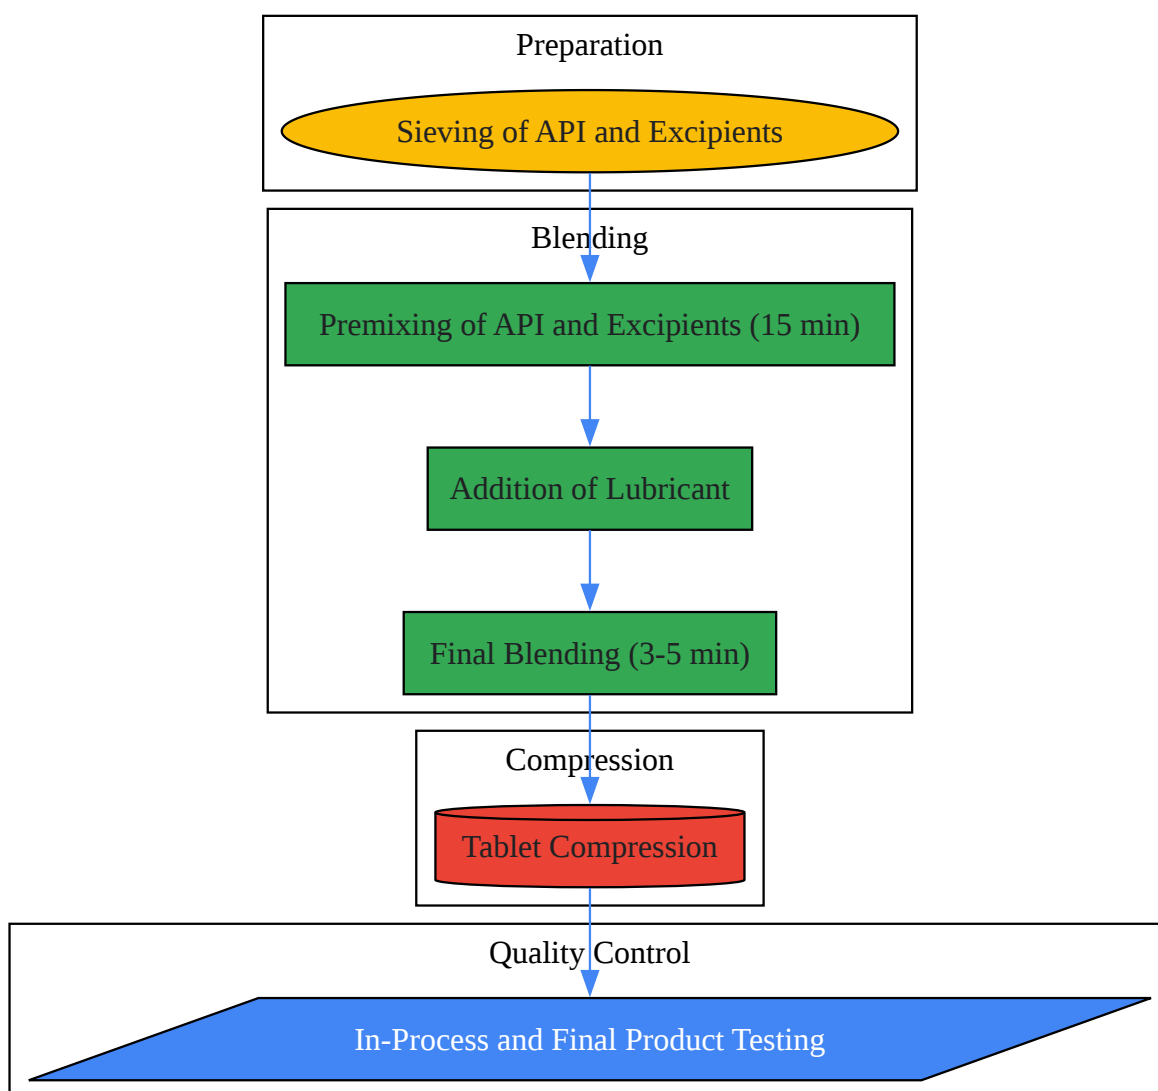 Preparation
Sieving of API and Excipients
Blending
Premixing of API and Excipients (15 min)
Addition of Lubricant
Final Blending (3-5 min)
Compression
Tablet Compression
Quality Control
In-Process and Final Product Testing